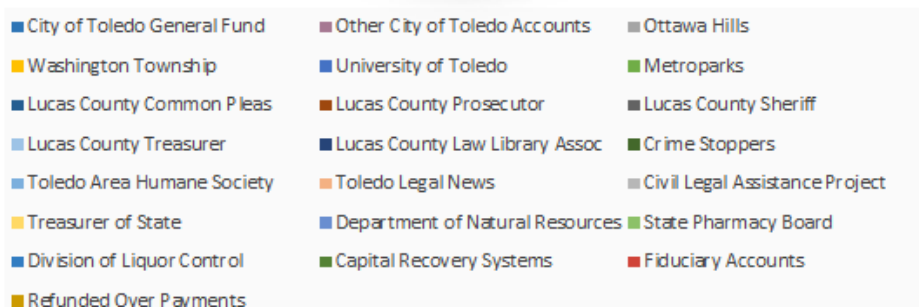 City of Toledo General Fund Other City of Toledo Accounts Ottawa Hills
Washington Township University of Toledo Metroparks
Lucas County Common Pleas Lucas County Prosecutor Lucas County Sheriff
Lucas County Treasurer Lucas County Law Library Assoc Crime Stoppers
Toledo Area Humane Society Toledo Legal News Civil Legal Assistance Project
Treasurer of State Department of Natural Resources State Pharmacy Board
Division of Liquor Control Capital Recovery Systems Fiduciary Accounts
Refunded Over Payments